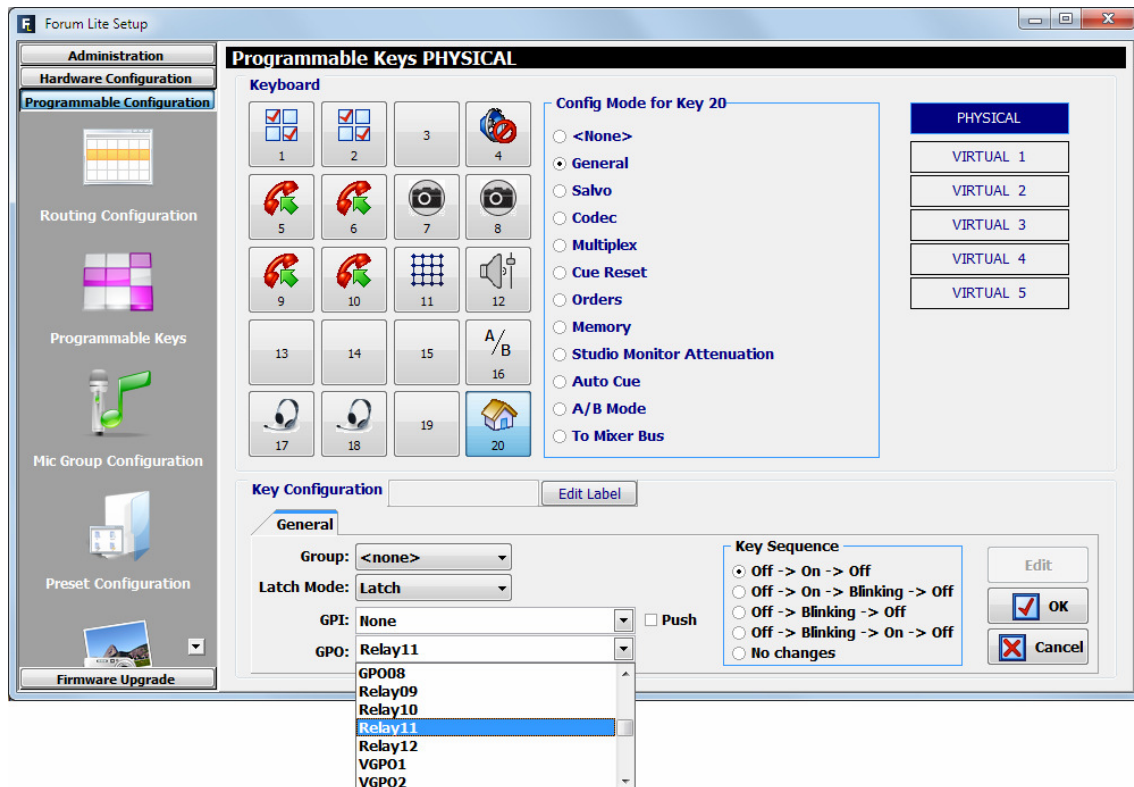 Forum Lite Setup
Administration
Hardware Configuration
Programmable Configuration
Routing Configuration
Programmable Keys
Mic Group Configuration
Preset Configuration
Firmware Upgrade
Programmable Keys PHYSICAL
Keyboard
1 2 3 4
5 6 7 8
9 10 11 12
A/B
13 14 15 16
17 18 19 20
Config Mode for Key 20
<None>
General
Salvo
Codec
Multiplex
Cue Reset
Orders
Memory
Studio Monitor Attenuation
Auto Cue
A/B Mode
To Mixer Bus
PHYSICAL
VIRTUAL 1
VIRTUAL 2
VIRTUAL 3
VIRTUAL 4
VIRTUAL 5
Key Configuration Edit Label
General
Group: <none>
Latch Mode: Latch
GPI: None Push
GPO: Relay11
GPO08
Relay09
Relay10
Relay11
Relay12
VGPO1
VGPO2
Key Sequence
Off -> On -> Off
Off -> On -> Blinking -> Off
Off -> Blinking -> Off
Off -> Blinking -> On -> Off
No changes
Edit
OK
Cancel